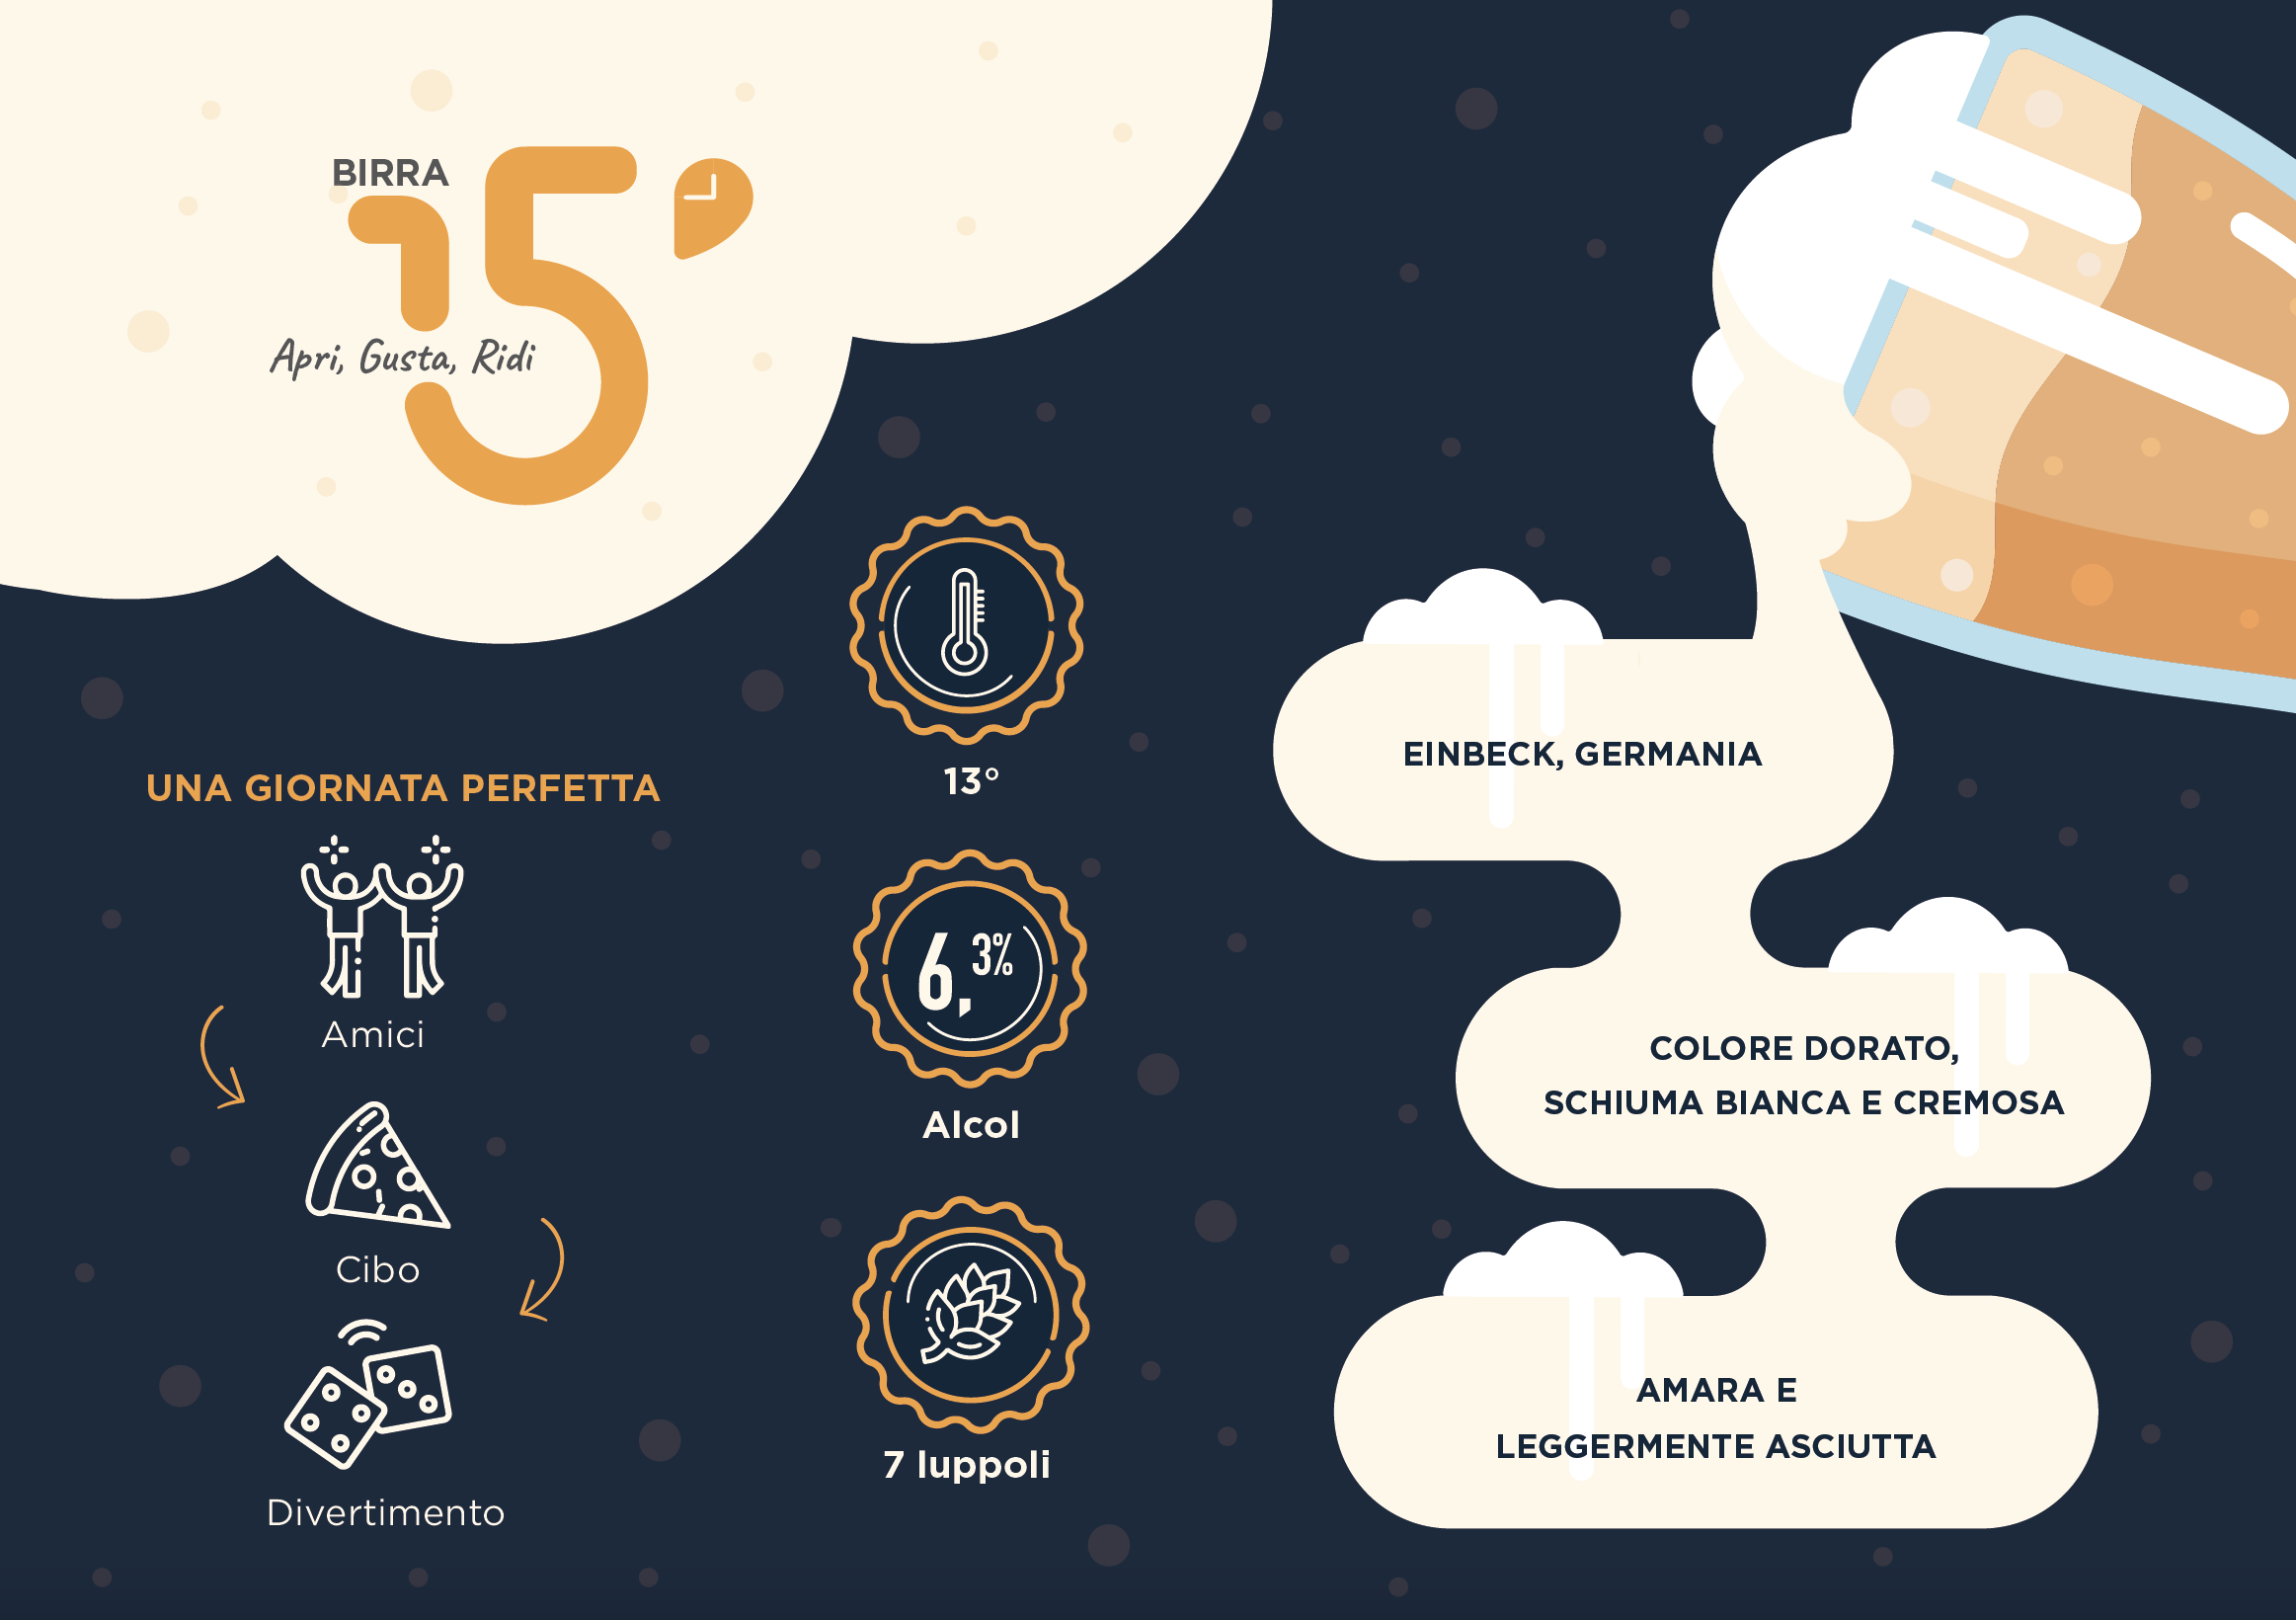 BIRRA
15
Apri, Gusta, Ridi
UNA GIORNATA PERFETTA
Amici
Cibo
Divertimento
13°
6,3%
Alcol
7 luppoli
EINBECK, GERMANIA
COLORE DORATO,
SCHIUMA BIANCA E CREMOSA
AMARA E
LEGGERMENTE ASCIUTTA